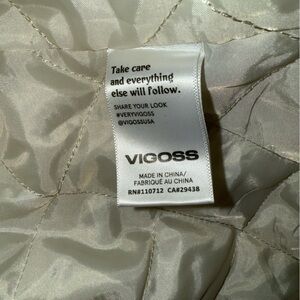 Take care
and everything
else will follow.
SHARE YOUR LOOK
#VERYVIGOSS
@VIGOSSUSA
VIGOSS
MADE IN CHINA/
FABRIQUÉ AU CHINA
RN#110712 CA#29438